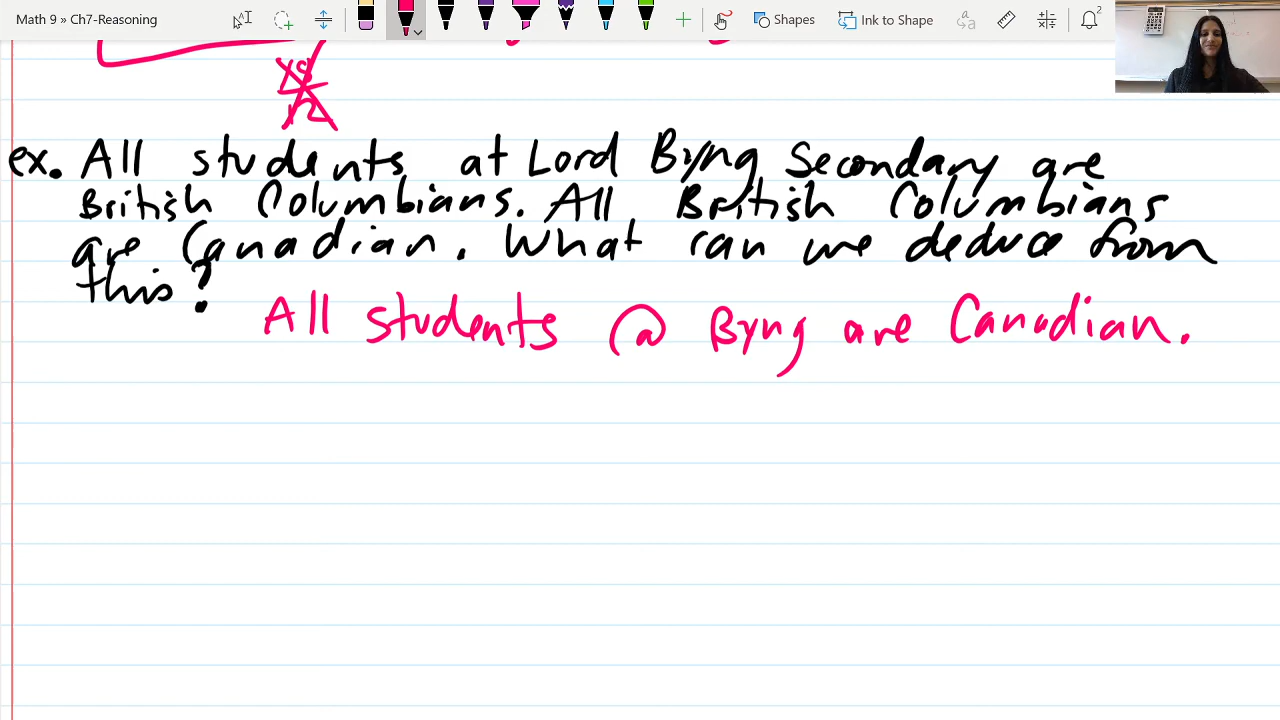 Math 9 » Ch7-Reasoning
Shapes
Ink to Shape
2
ex. All students at Lord Byng Secondary are
British Columbians. All British Columbians
are Canadian. What can we deduce from
this?
All students @ Byng are Canadian.